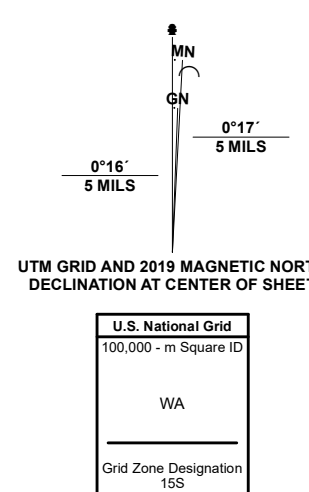 MN
GN
0°17´
5 MILS
0°16´
5 MILS
UTM GRID AND 2019 MAGNETIC NORT
DECLINATION AT CENTER OF SHEET
U.S. National Grid
100,000 - m Square ID
WA
Grid Zone Designation
15S